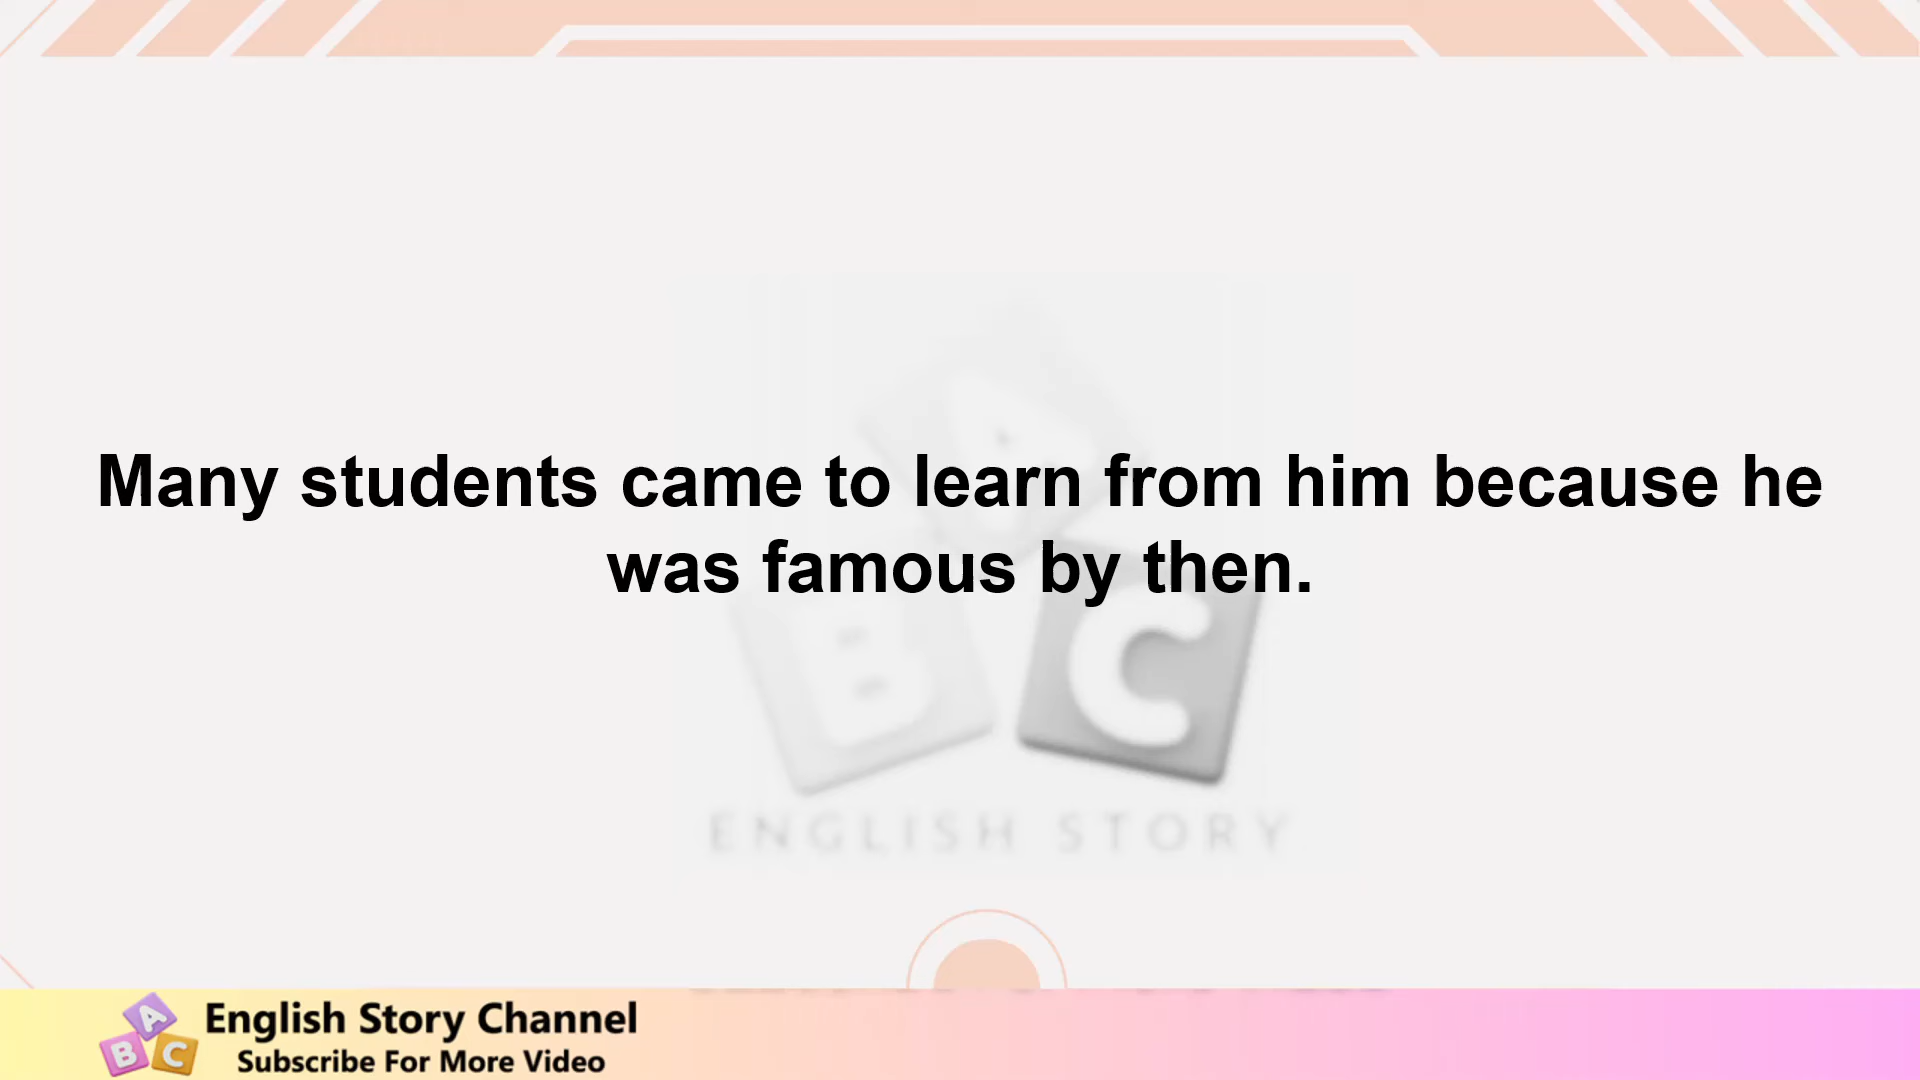 Many students came to learn from him because he
was famous by then.
A
B
C
ENGLISH STORY
A
B
C
English Story Channel
Subscribe For More Video